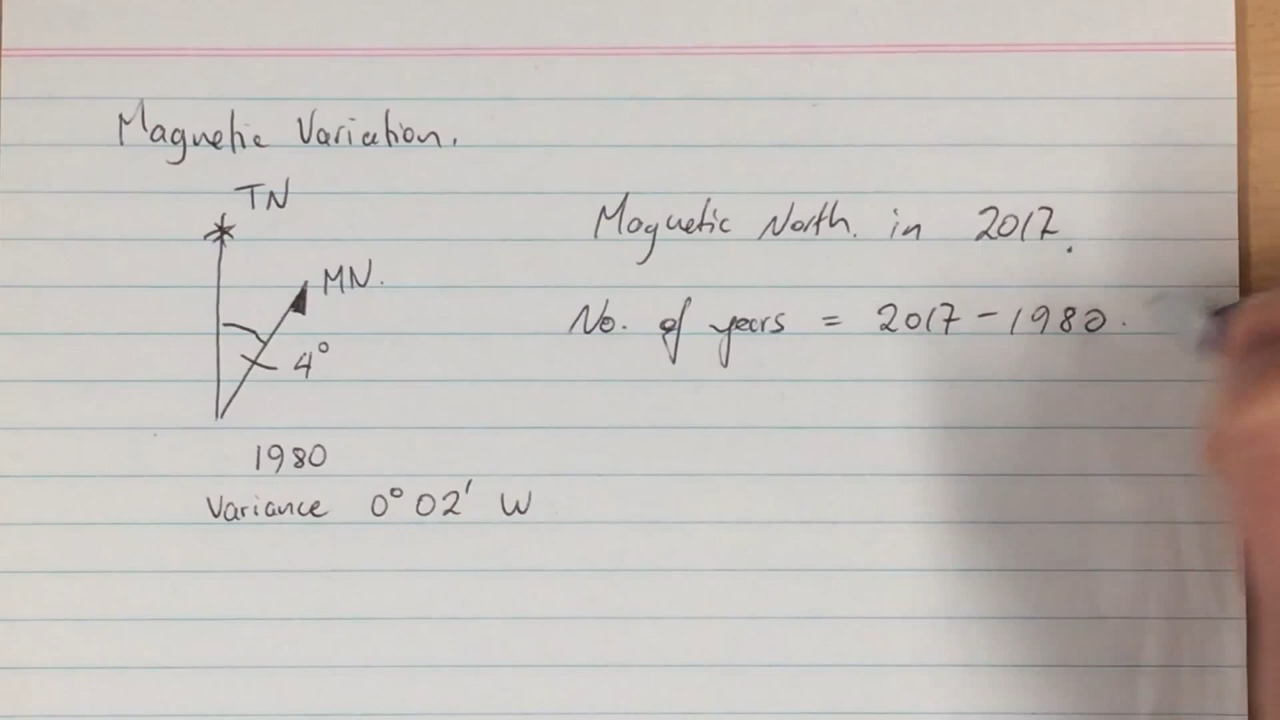 Magnetic Variation.
TN
MN.
4°
1980
Variance 0° 02' W
Magnetic North. in 2017.
No. of years = 2017 - 1980.